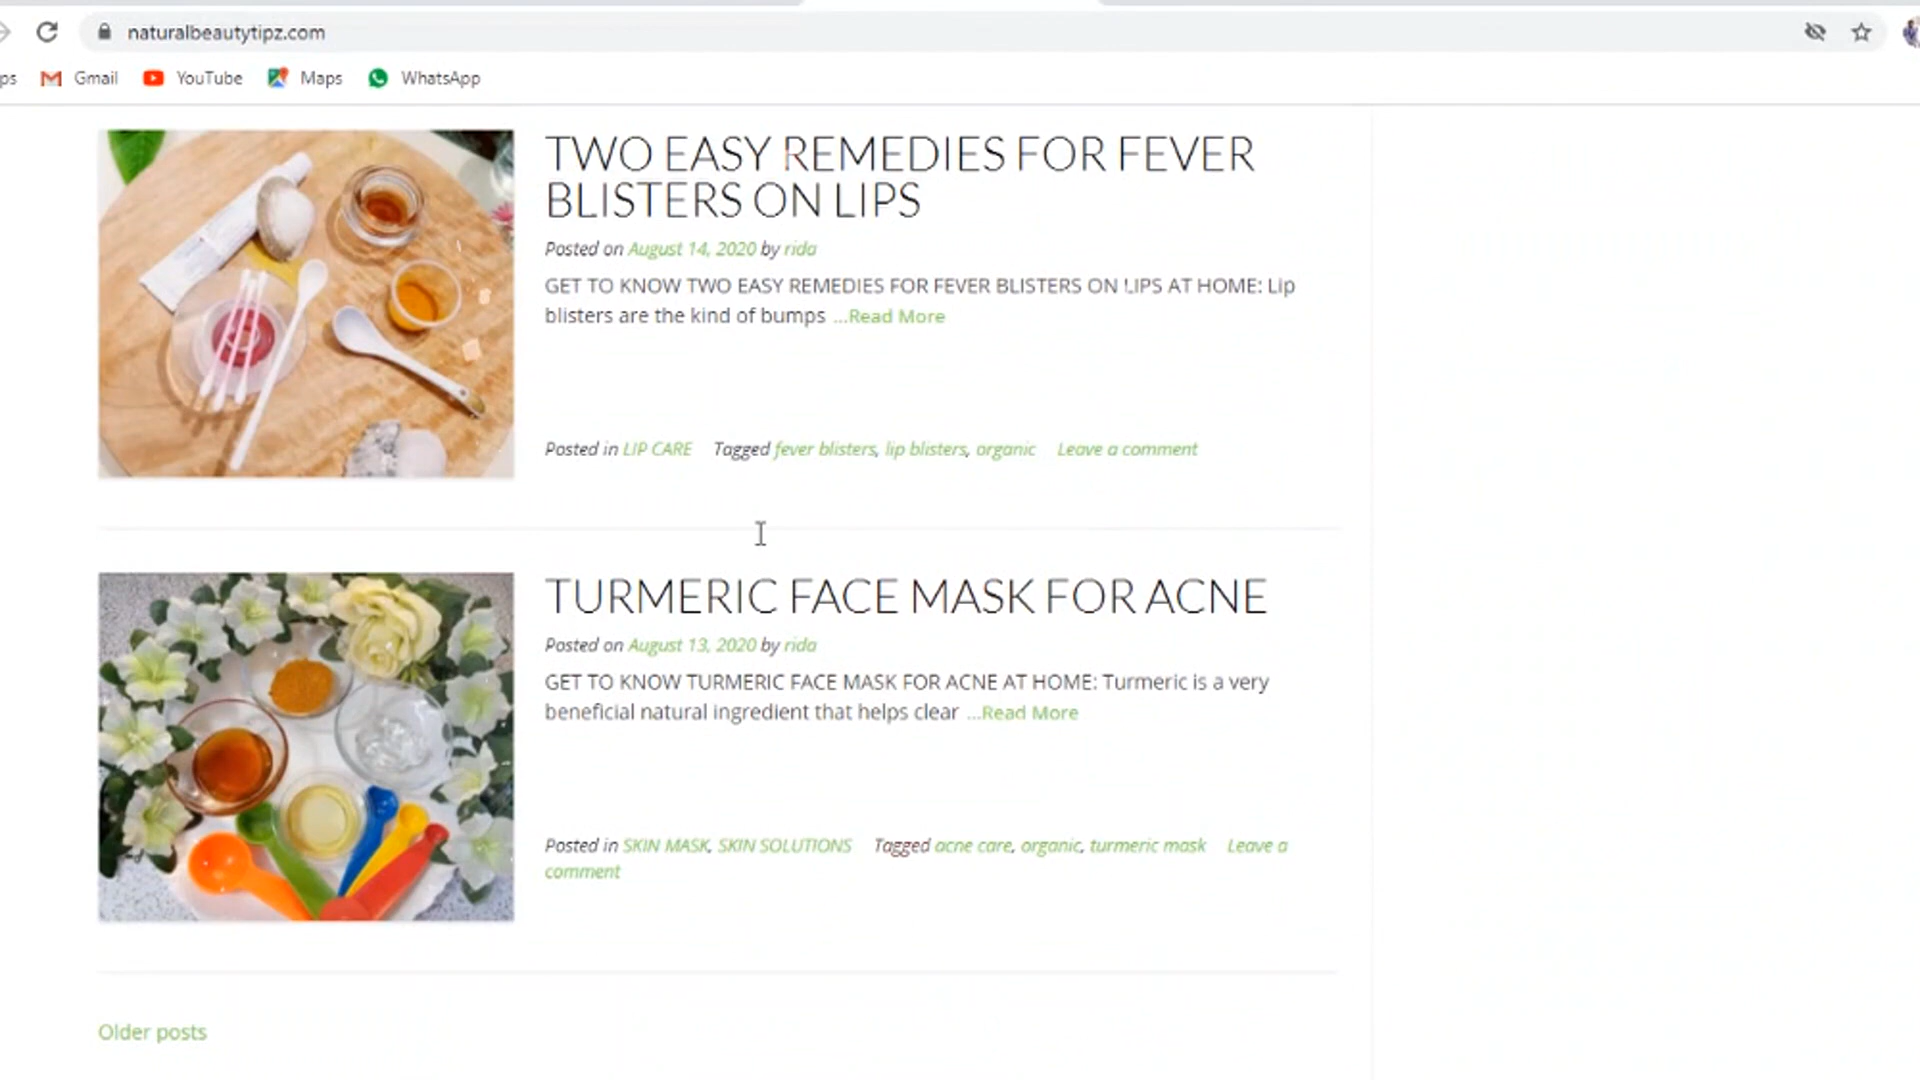 naturalbeautytipz.com
ps Gmail YouTube Maps WhatsApp
TWO EASY REMEDIES FOR FEVER
BLISTERS ON LIPS
Posted on August 14, 2020 by rida
GET TO KNOW TWO EASY REMEDIES FOR FEVER BLISTERS ON LIPS AT HOME: Lip
blisters are the kind of bumps ...Read More
Posted in LIP CARE Tagged fever blisters, lip blisters, organic Leave a comment
TURMERIC FACE MASK FOR ACNE
Posted on August 13, 2020 by rida
GET TO KNOW TURMERIC FACE MASK FOR ACNE AT HOME: Turmeric is a very
beneficial natural ingredient that helps clear ...Read More
Posted in SKIN MASK, SKIN SOLUTIONS Tagged acne care, organic, turmeric mask Leave a
comment
Older posts